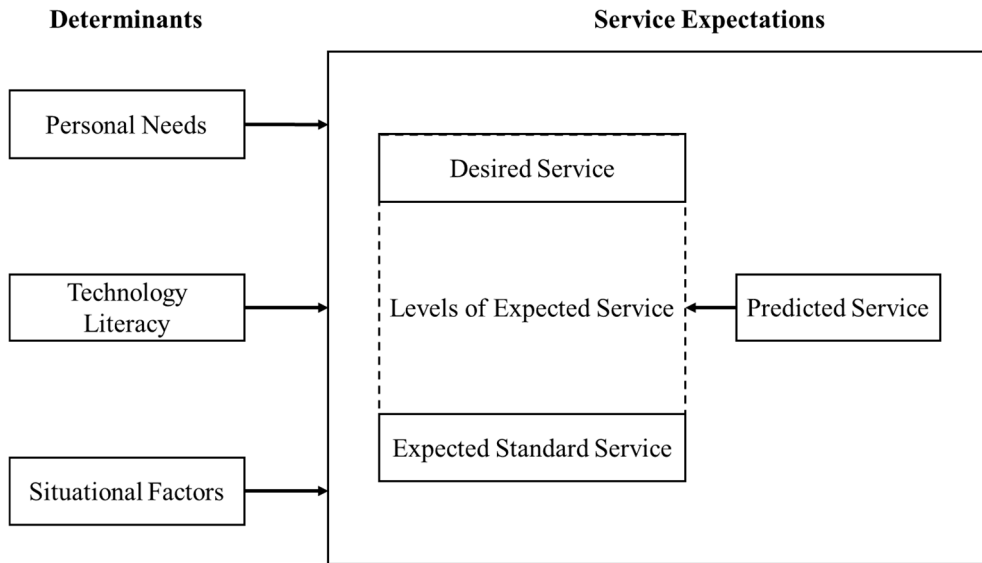 Determinants
Service Expectations
Personal Needs
Desired Service
Technology
Literacy
Levels of Expected Service
Predicted Service
Expected Standard Service
Situational Factors